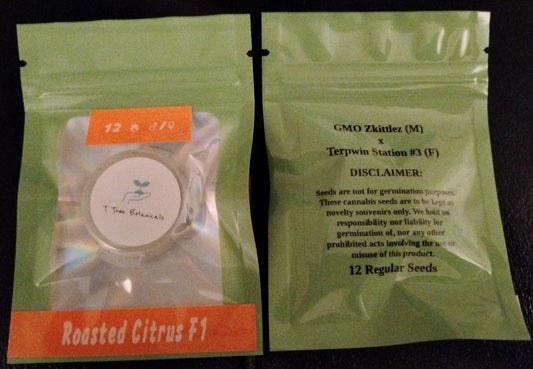 T Tree Botanicals
Roasted Citrus F1
GMO Zkittlez (M)
x
Terpwin Station #3 (F)
DISCLAIMER:
Seeds are not for germination purposes.
These cannabis seeds are to be kept as
novelty souvenirs only. We hold no
responsibility nor liability for
germination of, nor any other
prohibited acts involving the use or
misuse of this product.
12 Regular Seeds